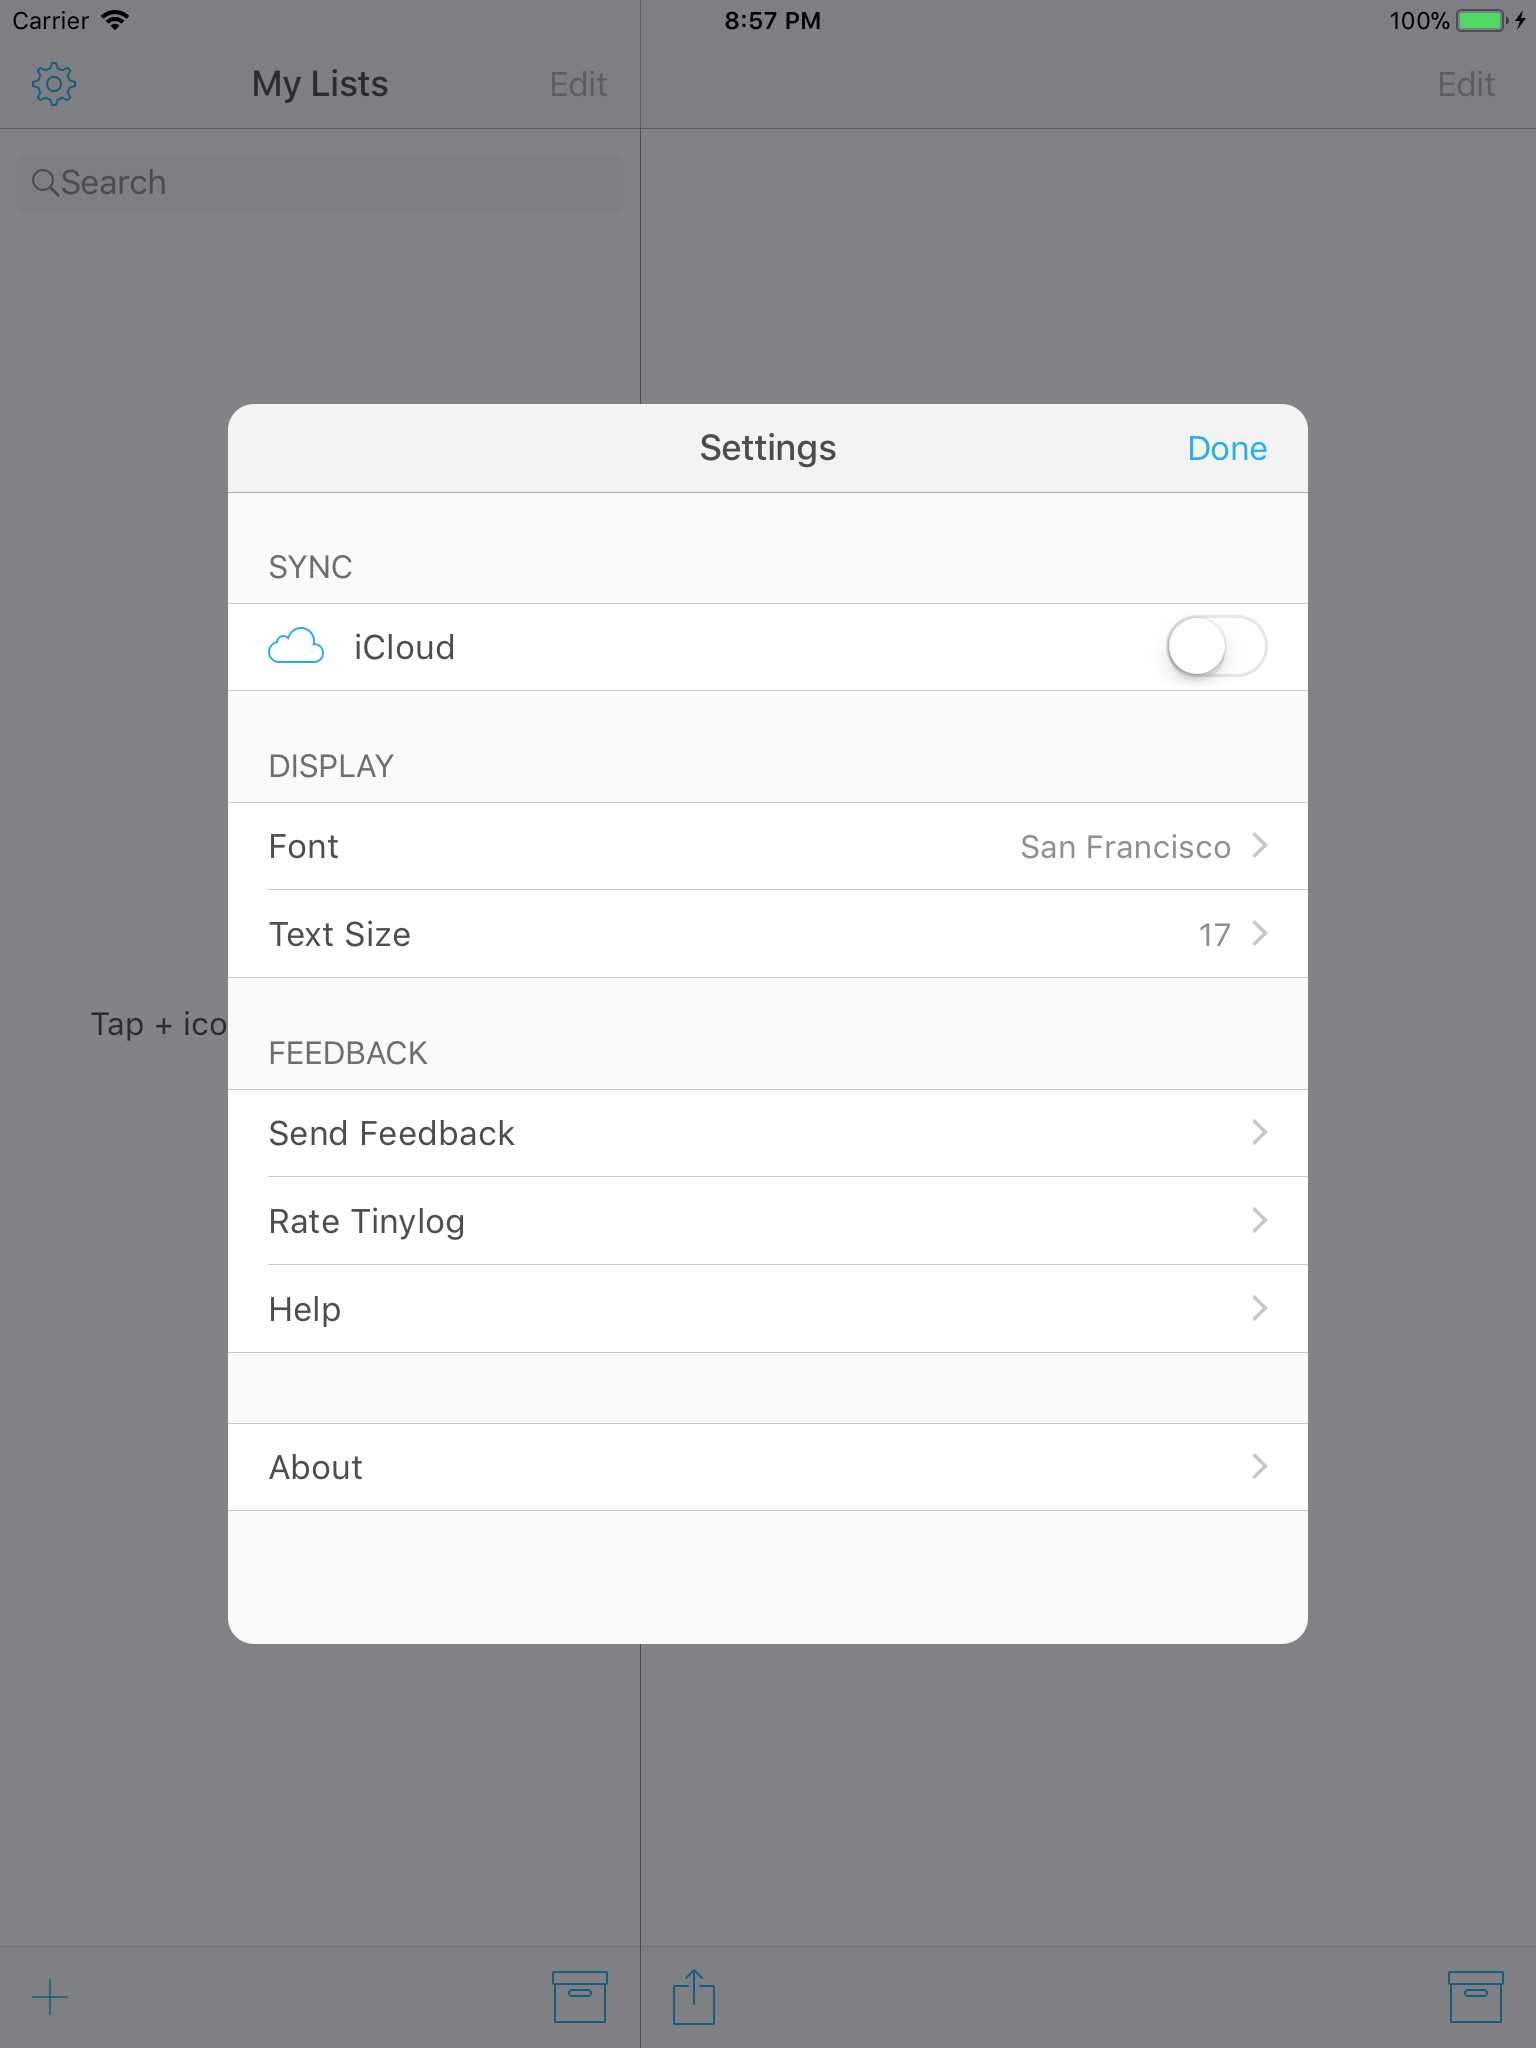 Carrier 8:57 PM 100%
My Lists Edit Edit
Search
Settings Done
SYNC
iCloud
DISPLAY
Font San Francisco
Text Size 17
Tap + ico
FEEDBACK
Send Feedback
Rate Tinylog
Help
About